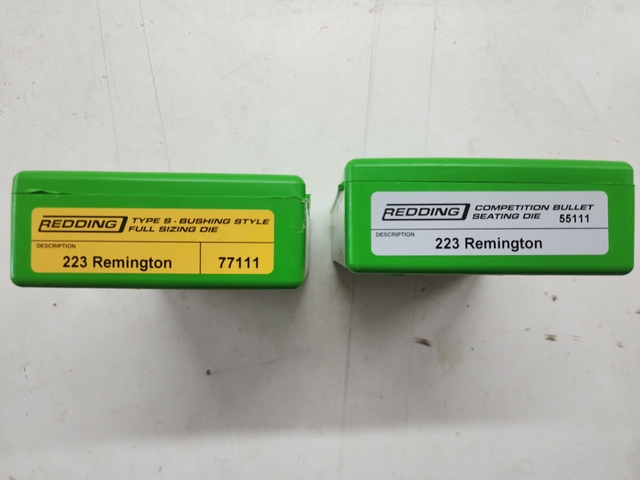 REDDING TYPE S - BUSHING STYLE
FULL SIZING DIE
DESCRIPTION
223 Remington 77111
REDDING COMPETITION BULLET
SEATING DIE 55111
DESCRIPTION
223 Remington